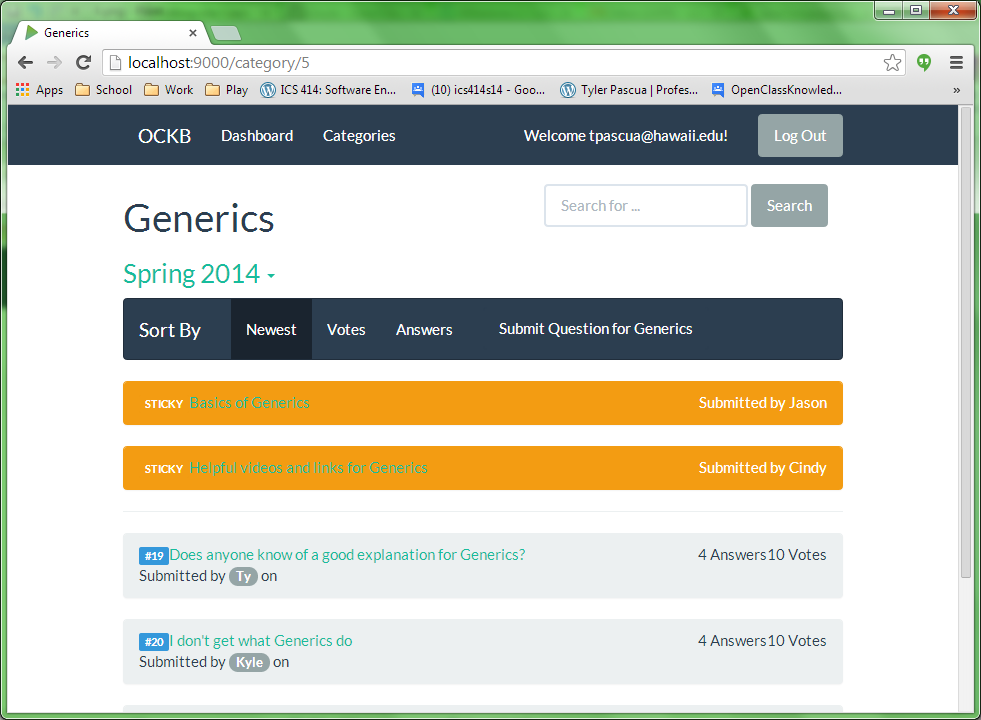 Generics
localhost:9000/category/5
Apps School Work Play ICS 414: Software En... (10) ics414s14 - Goo... Tyler Pascua | Profes... OpenClassKnowled... »
OCKB Dashboard Categories Welcome tpascua@hawaii.edu! Log Out
Search for ... Search
Generics
Spring 2014
Sort By Newest Votes Answers Submit Question for Generics
STICKY Basics of Generics Submitted by Jason
STICKY Helpful videos and links for Generics Submitted by Cindy
#19 Does anyone know of a good explanation for Generics? 4 Answers10 Votes
Submitted by Ty on
#20 I don't get what Generics do 4 Answers10 Votes
Submitted by Kyle on